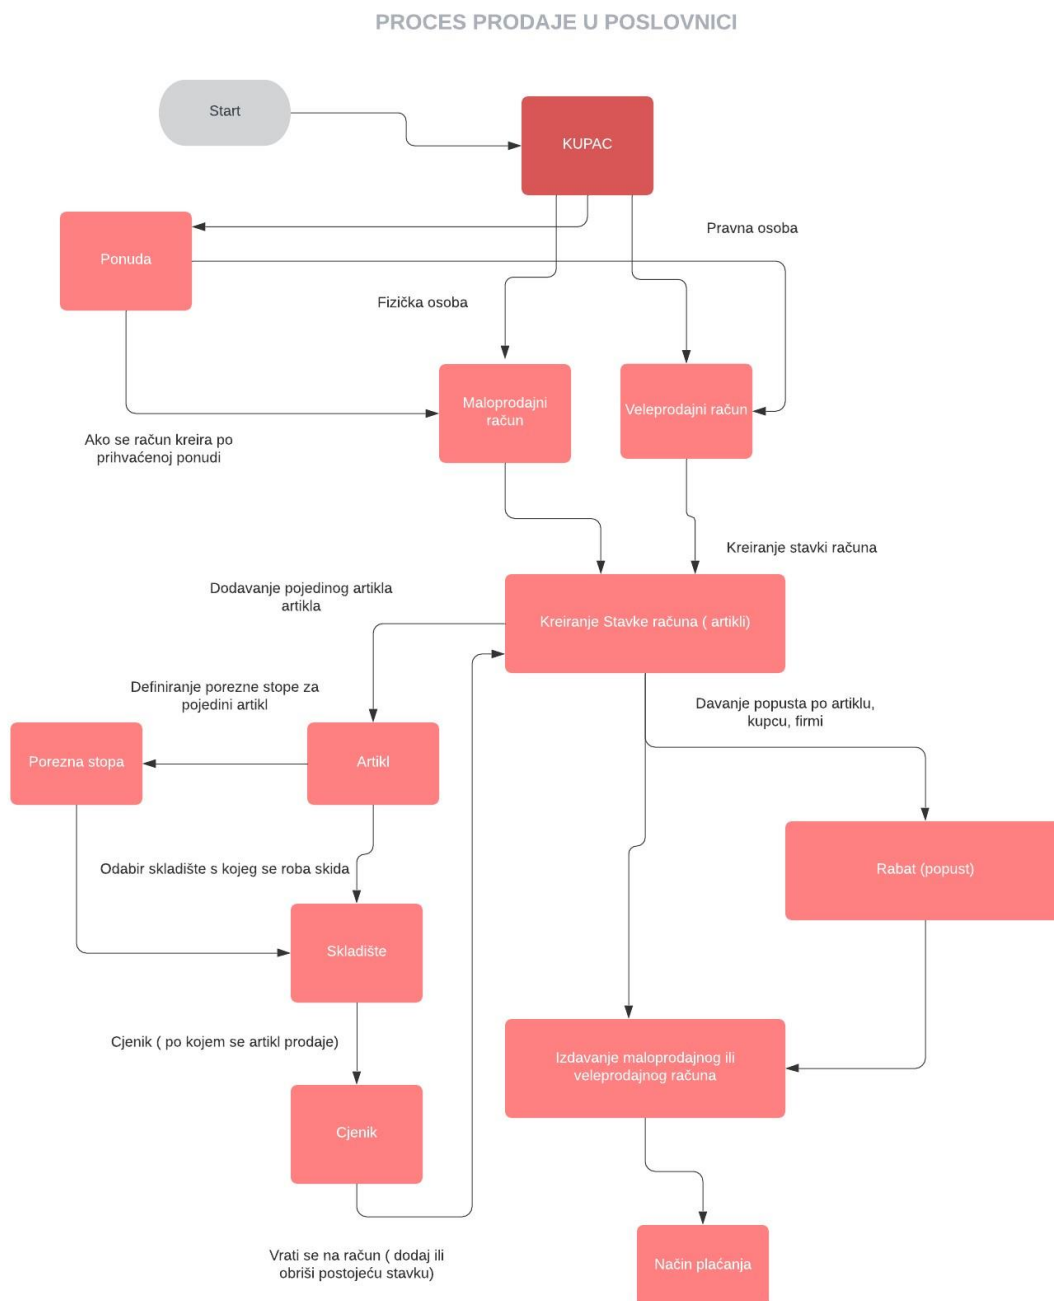 PROCES PRODAJE U POSLOVNICI
Start
KUPAC
Pravna osoba
Ponuda
Fizička osoba
Maloprodajni
račun
Veleprodajni račun
Ako se račun kreira po
prihvaćenoj ponudi
Kreiranje stavki računa
Dodavanje pojedinog artikla
artikla
Kreiranje Stavke računa ( artikli)
Definiranje porezne stope za
pojedini artikl
Davanje popusta po artiklu,
kupcu, firmi
Porezna stopa
Artikl
Odabir skladište s kojeg se roba skida
Rabat (popust)
Skladište
Cjenik ( po kojem se artikl prodaje)
Izdavanje maloprodajnog ili
veleprodajnog računa
Cjenik
Vrati se na račun ( dodaj ili
obriši postojeću stavku)
Način plaćanja